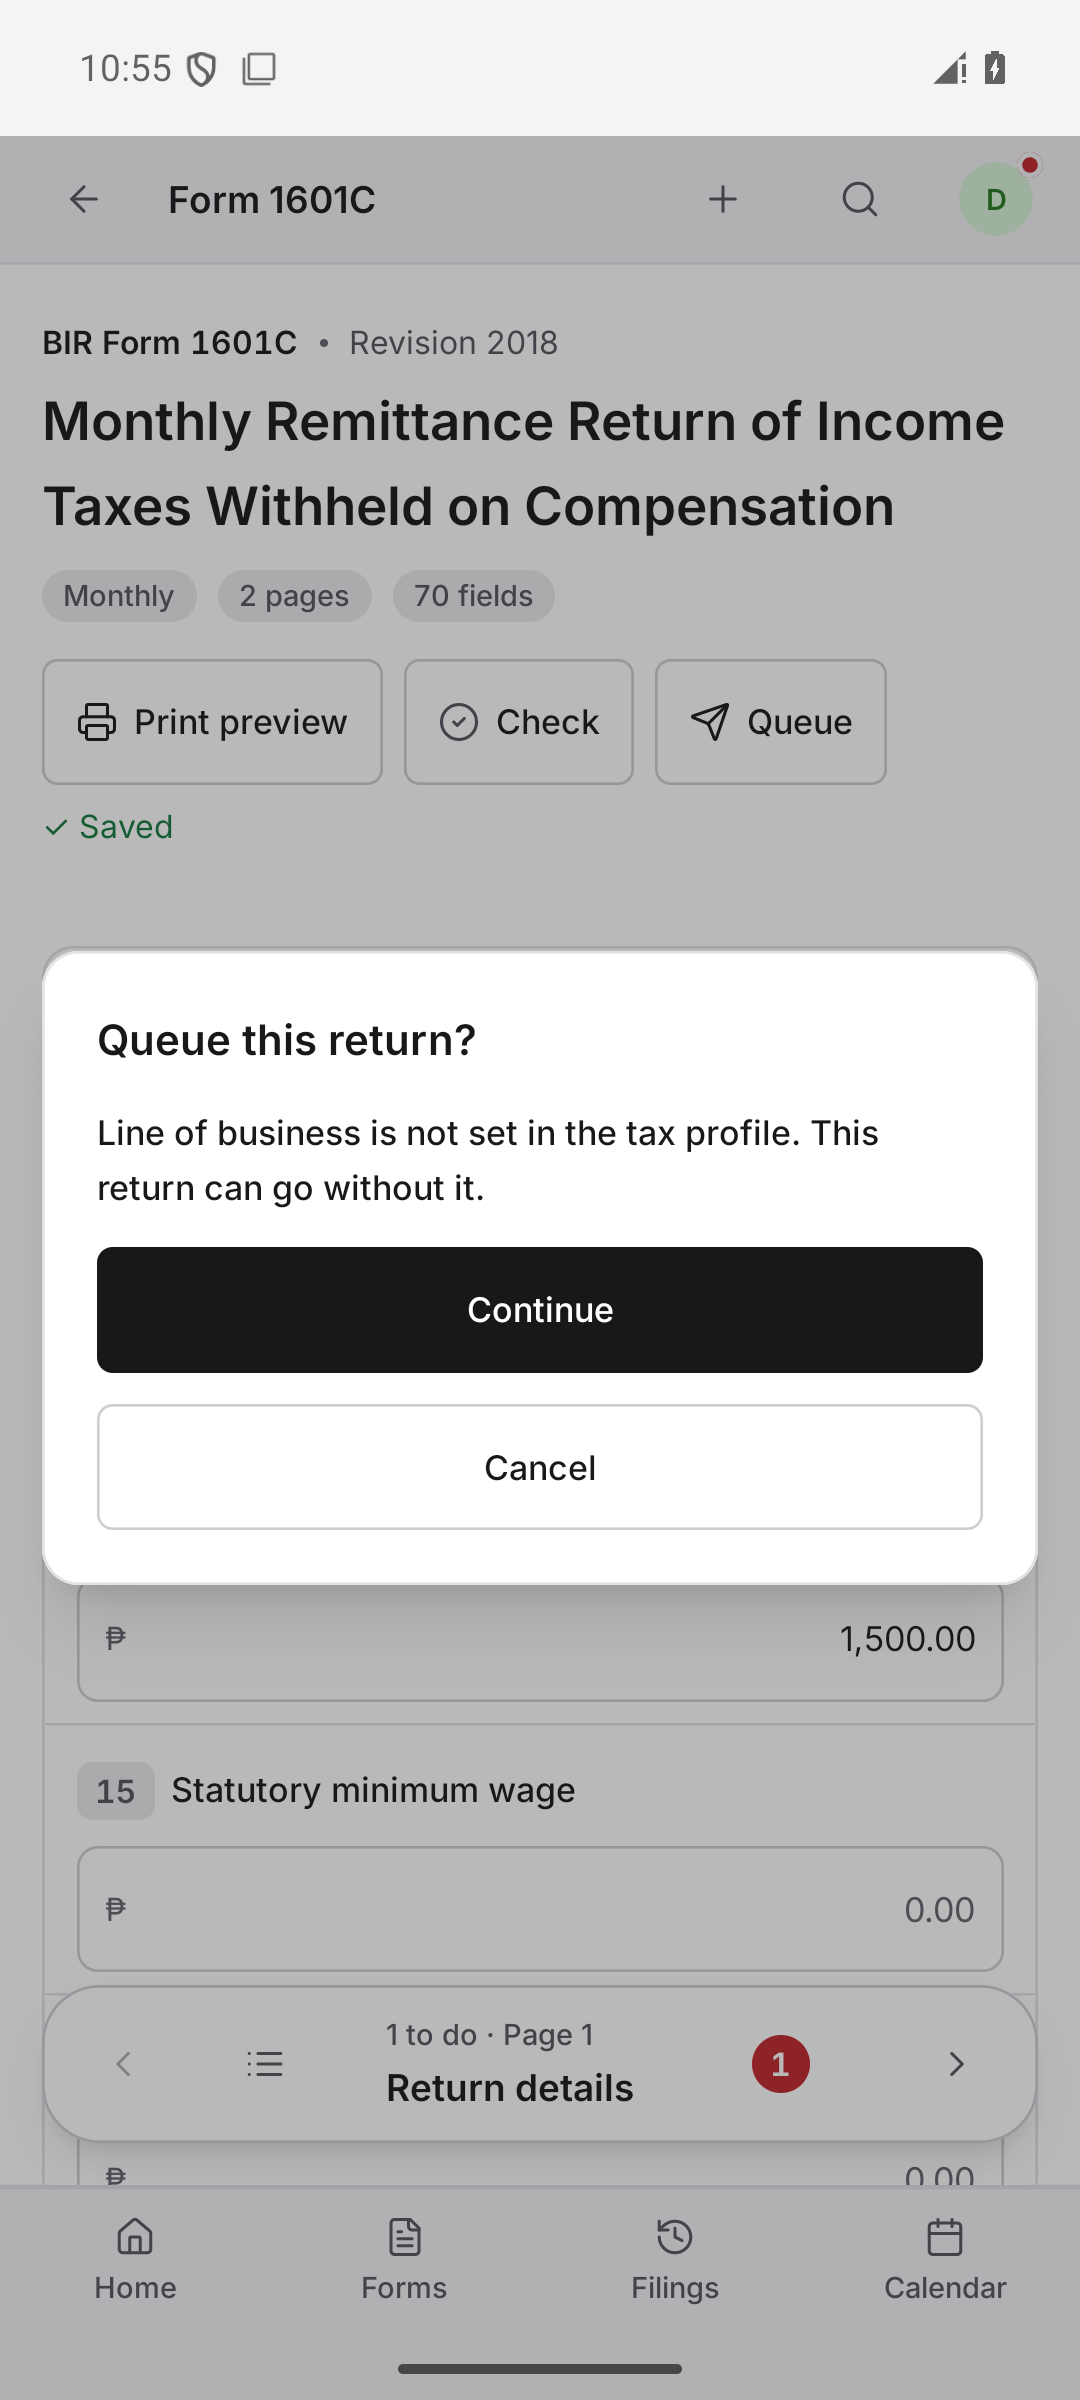 10:55
Form 1601C
D
BIR Form 1601C • Revision 2018
Monthly Remittance Return of Income
Taxes Withheld on Compensation
Monthly
2 pages
70 fields
Print preview
Check
Queue
Saved
Queue this return?
Line of business is not set in the tax profile. This
return can go without it.
Continue
Cancel
₱ 1,500.00
15 Statutory minimum wage
₱ 0.00
1 to do · Page 1
Return details
1
₱ 0.00
Home
Forms
Filings
Calendar